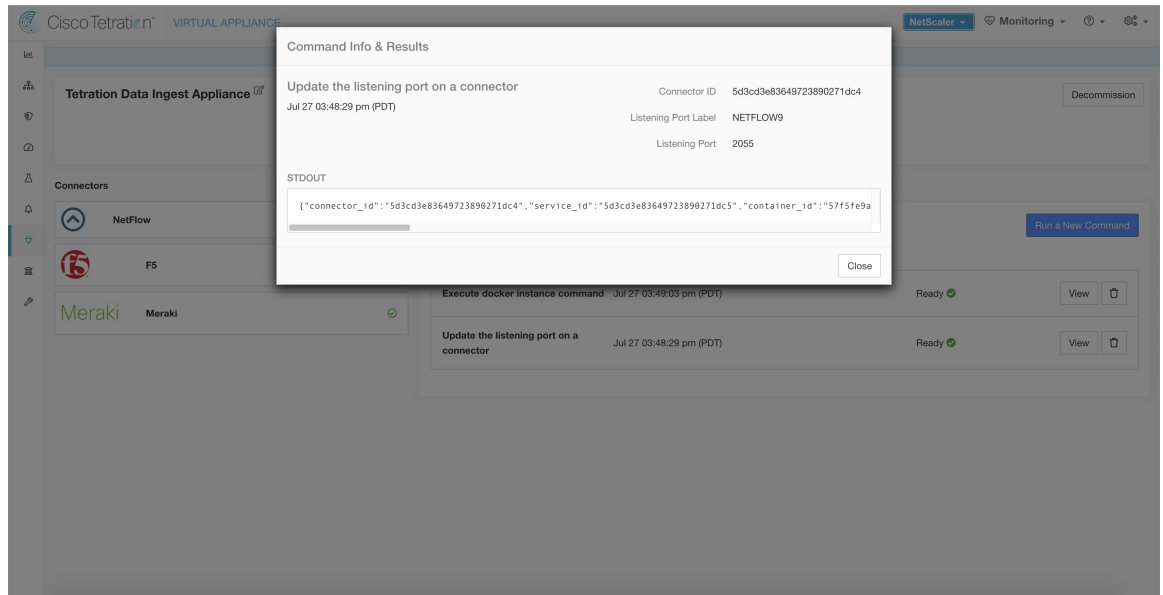 Cisco Tetration™ VIRTUAL APPLIANCE
NetScaler
Monitoring
Command Info & Results
Update the listening port on a connector
Jul 27 03:48:29 pm (PDT)
Connector ID 5d3cd3e83649723890271dc4
Listening Port Label NETFLOW9
Listening Port 2055
STDOUT
{"connector_id":"5d3cd3e83649723890271dc4","service_id":"5d3cd3e83649723890271dc5","container_id":"57f5fe9a
Close
Tetration Data Ingest Appliance
Decommission
Connectors
NetFlow
F5
F5
Meraki Meraki
Run a New Command
Execute docker instance command Jul 27 03:49:03 pm (PDT) Ready View
Update the listening port on a
connector
Jul 27 03:48:29 pm (PDT) Ready View